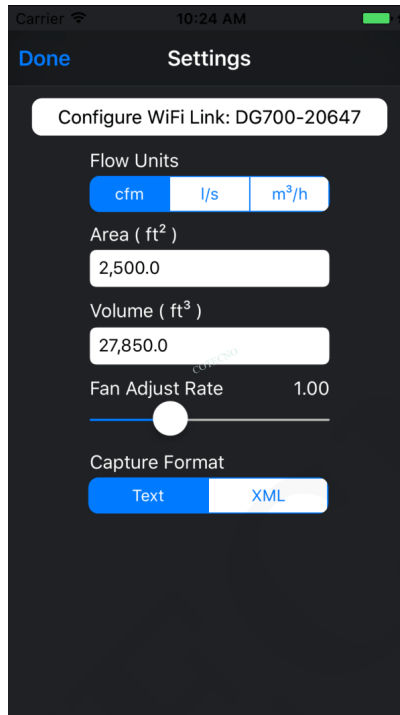 Carrier 10:24 AM
Done Settings
Configure WiFi Link: DG700-20647
Flow Units
cfm l/s m³/h
Area ( ft² )
2,500.0
Volume ( ft³ )
27,850.0
COTECNO
Fan Adjust Rate 1.00
Capture Format
Text XML